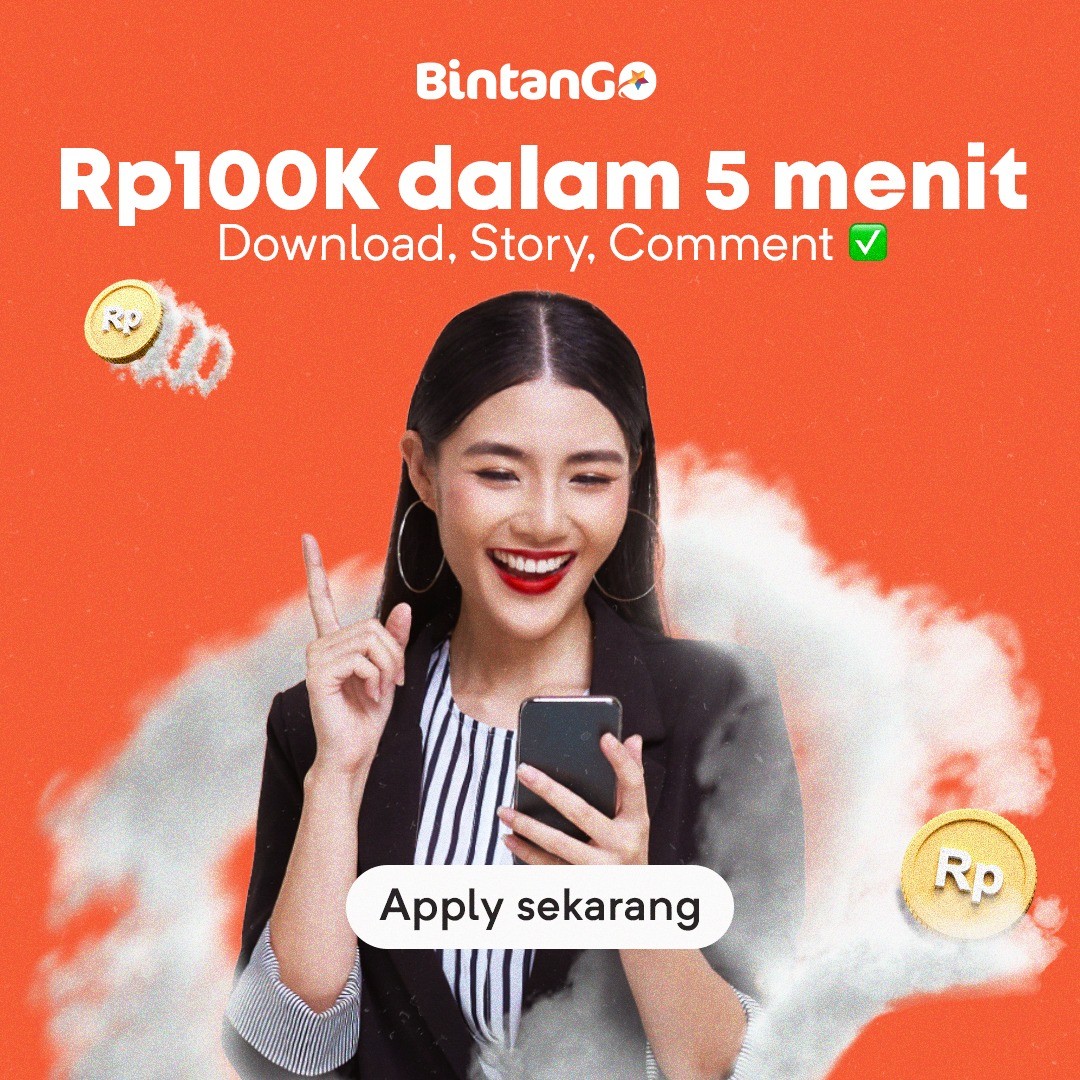 BintanGO
Rp100K dalam 5 menit
Download, Story, Comment ✅
Rp
Apply sekarang
Rp